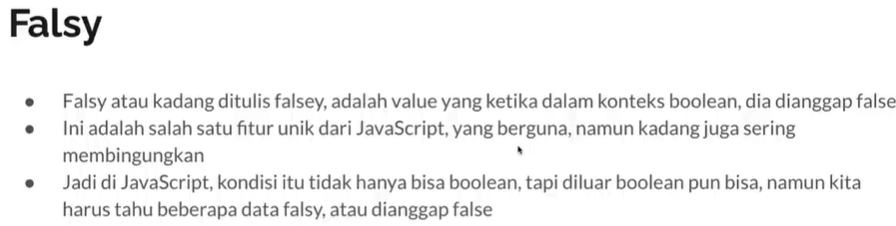 Falsy
● Falsy atau kadang ditulis falsey, adalah value yang ketika dalam konteks boolean, dia dianggap false
● Ini adalah salah satu fitur unik dari JavaScript, yang berguna, namun kadang juga sering
membingungkan
● Jadi di JavaScript, kondisi itu tidak hanya bisa boolean, tapi diluar boolean pun bisa, namun kita
harus tahu beberapa data falsy, atau dianggap false